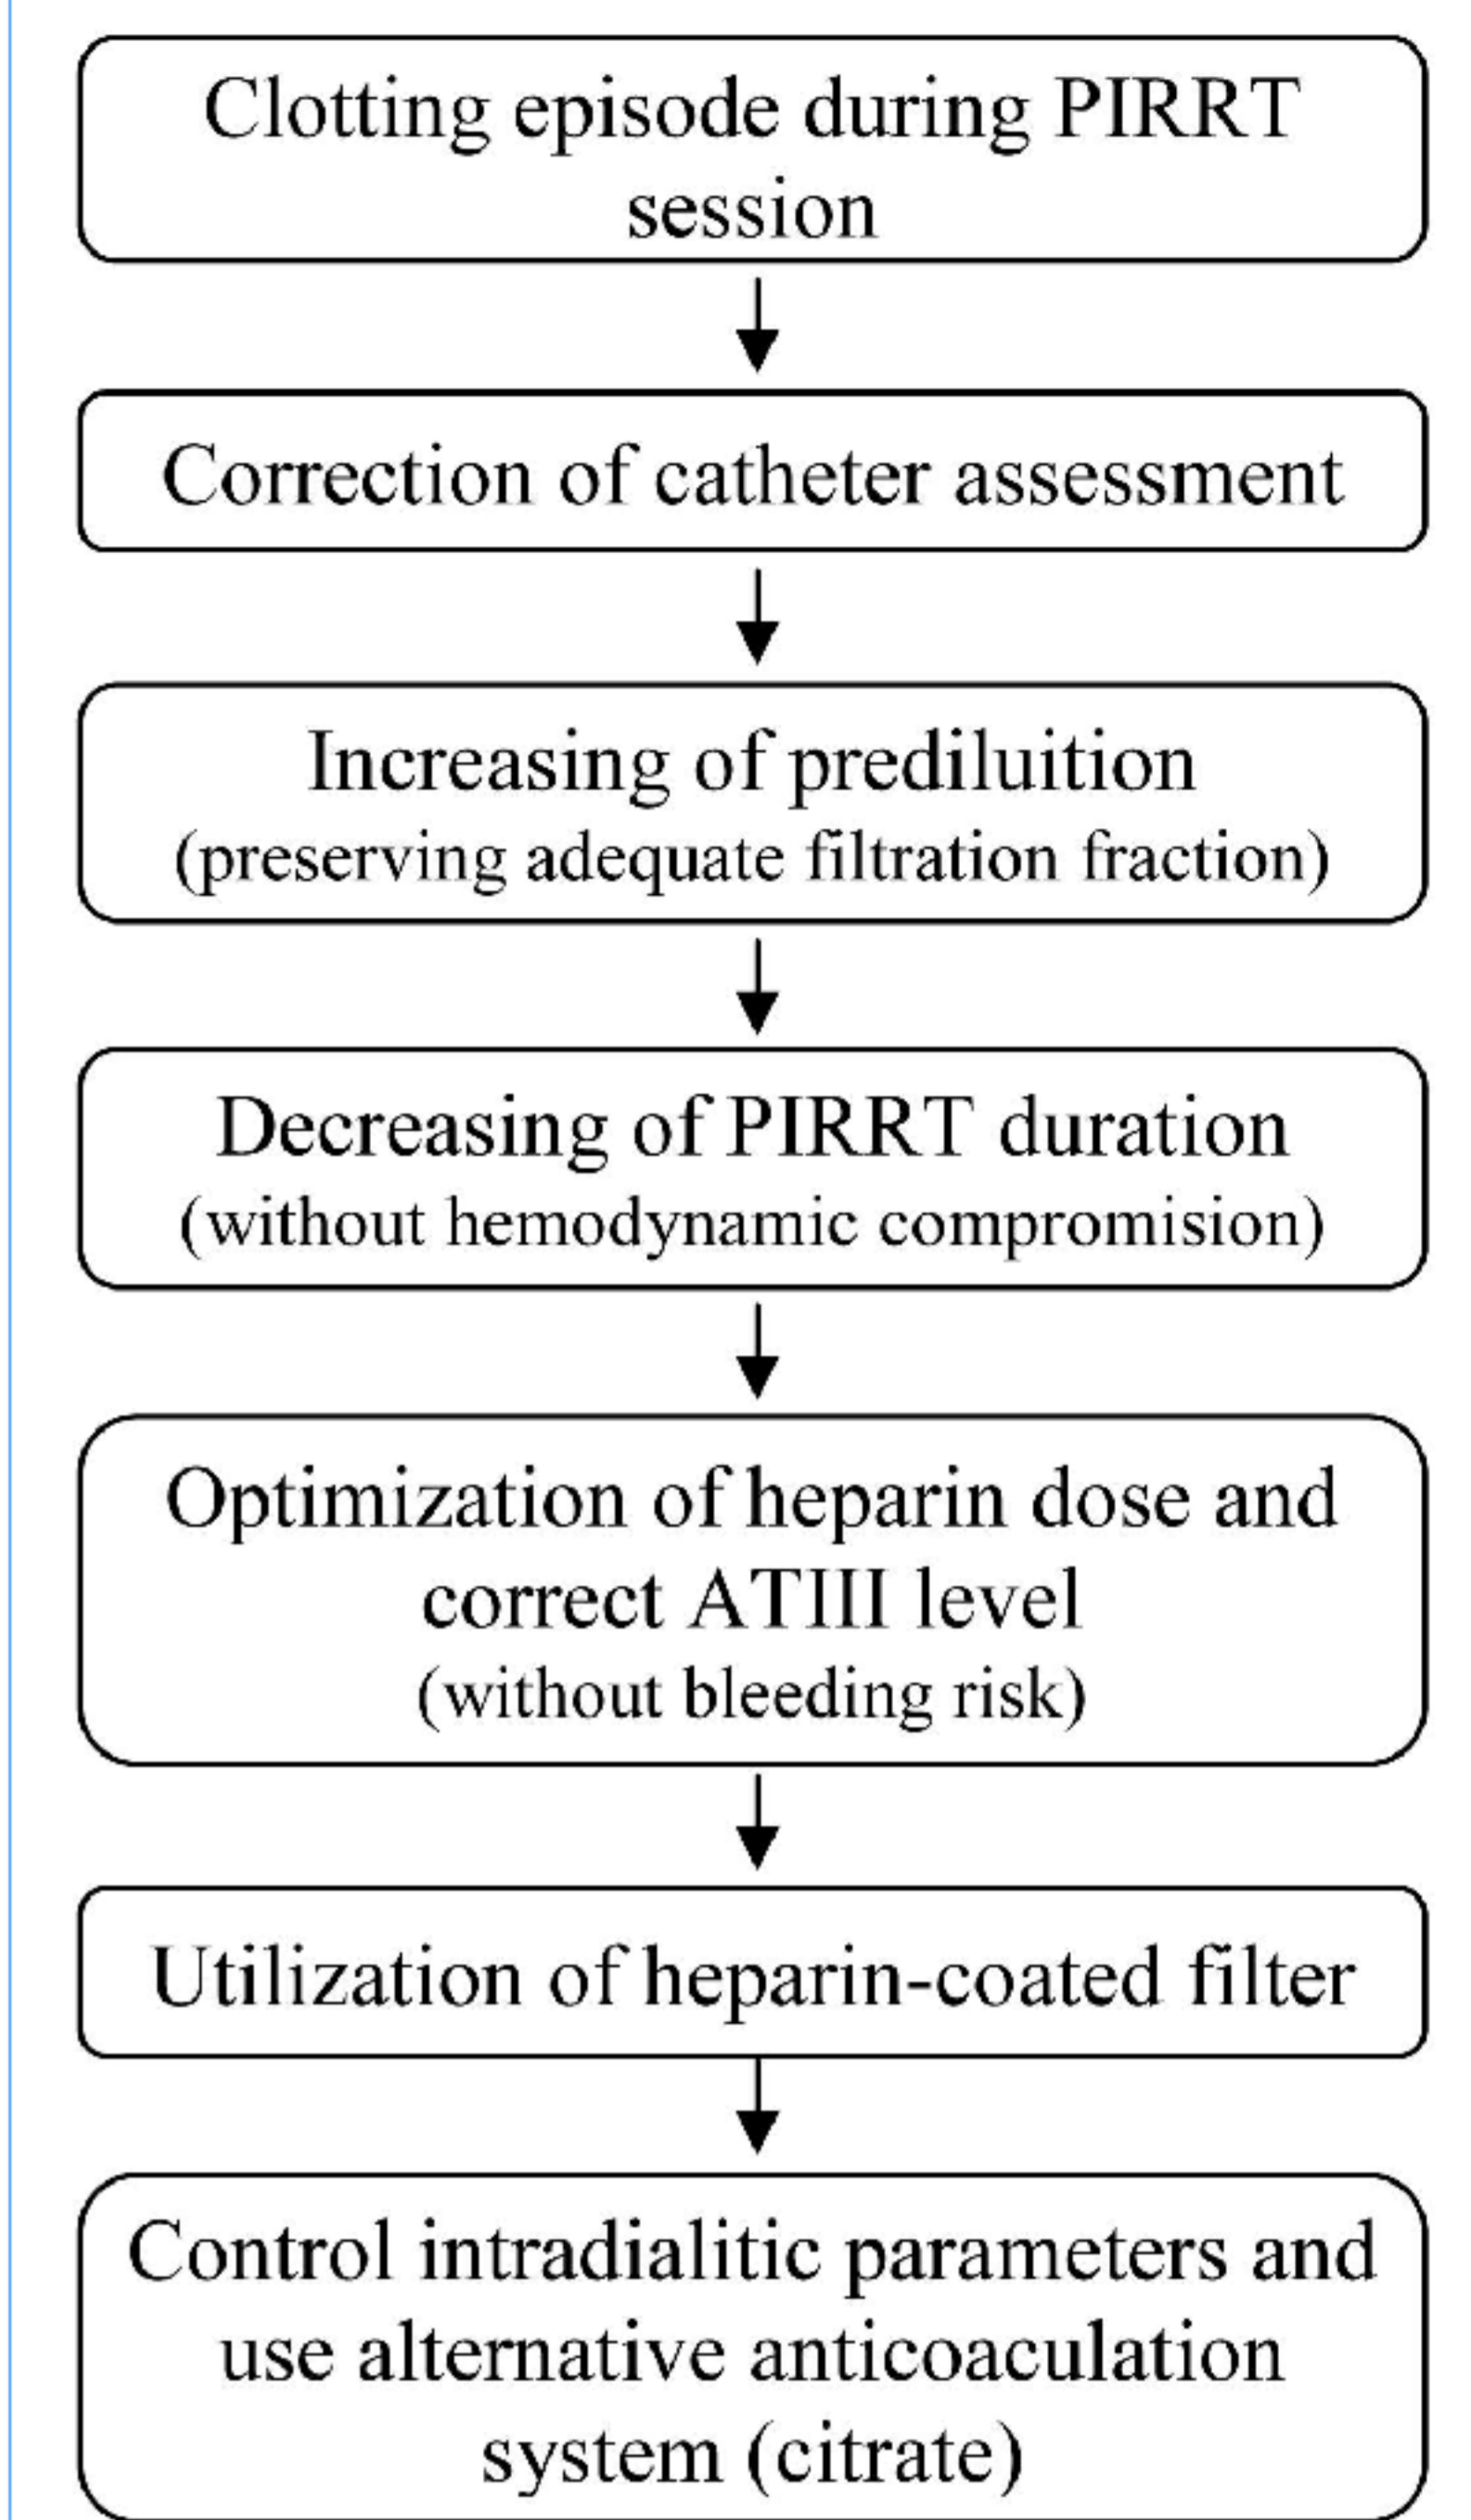 Clotting episode during PIRRT
session
Correction of catheter assessment
Increasing of prediluition
(preserving adequate filtration fraction)
Decreasing of PIRRT duration
(without hemodynamic compromision)
Optimization of heparin dose and
correct ATIII level
(without bleeding risk)
Utilization of heparin-coated filter
Control intradialitic parameters and
use alternative anticoaculation
system (citrate)